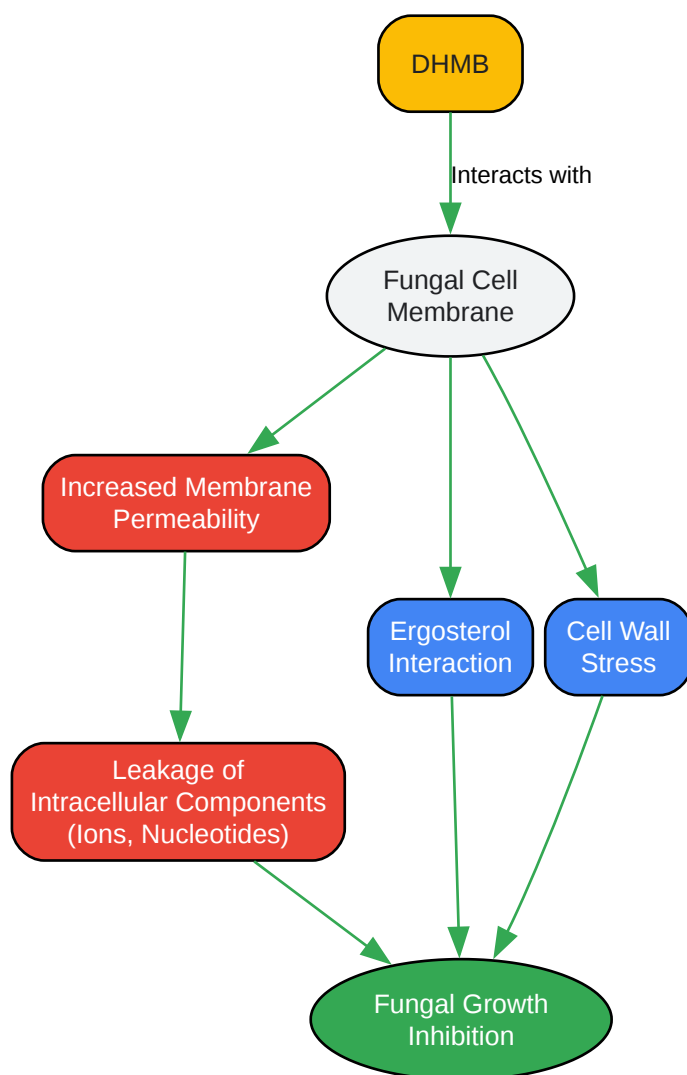 DHMB
Interacts with
Fungal Cell
Membrane
Increased Membrane
Permeability
Ergosterol
Interaction
Cell Wall
Stress
Leakage of
Intracellular Components
(Ions, Nucleotides)
Fungal Growth
Inhibition